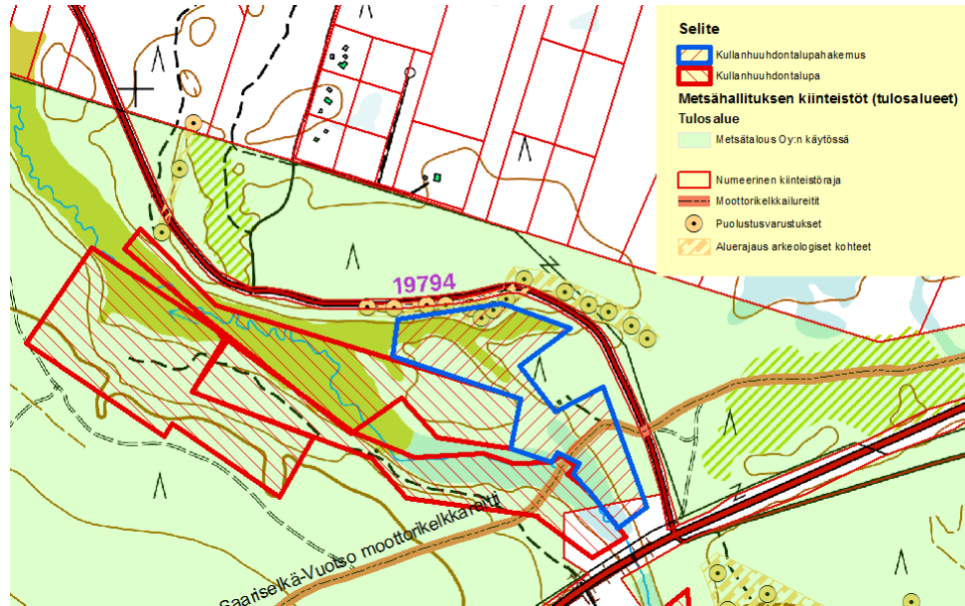 Selite
Kullanhuuhdontalupahakemus
Kullanhuuhdontalupa
Metsähallituksen kiinteistöt (tulosalueet)
Tulosalue
Metsätalous Oy:n käytössä
Numeerinen kiinteistöraja
Moottorikelkkailureitit
Puolustusvarustukset
Aluerajaus arkeologiset kohteet
19794
Saariselkä-Vuotso moottorikelkkareitti
Z
Z
Z